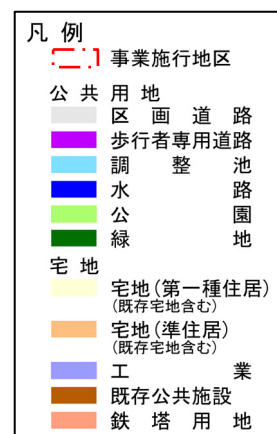 凡例
事業施行地区
公共用地
区画道路
歩行者専用道路
調整池
水路
公園
緑地
宅地
宅地(第一種住居)
(既存宅地含む)
宅地(準住居)
(既存宅地含む)
工業
既存公共施設
鉄塔用地